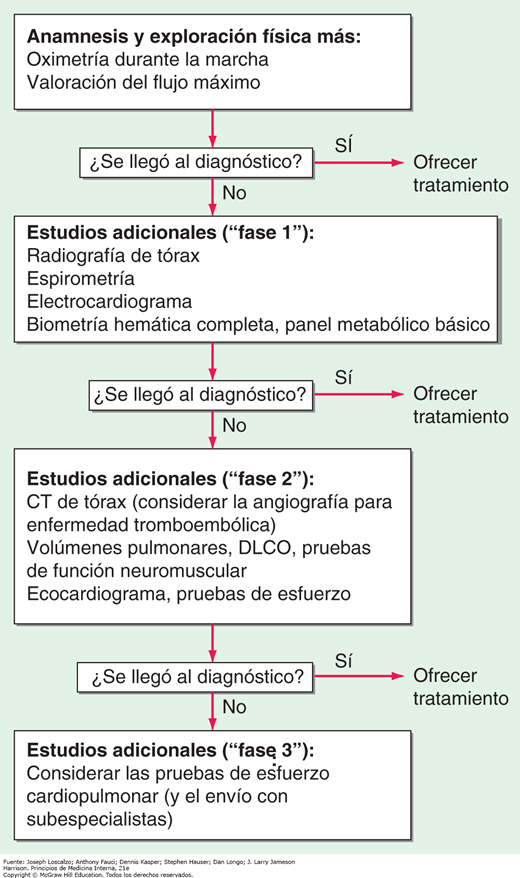 Anamnesis y exploración física más:
Oximetría durante la marcha
Valoración del flujo máximo
¿Se llegó al diagnóstico?
SÍ
Ofrecer
tratamiento
No
Estudios adicionales (“fase 1”):
Radiografía de tórax
Espirometría
Electrocardiograma
Biometría hemática completa, panel metabólico básico
¿Se llegó al diagnóstico?
Sí
Ofrecer
tratamiento
No
Estudios adicionales (“fase 2”):
CT de tórax (considerar la angiografía para
enfermedad tromboembólica)
Volúmenes pulmonares, DLCO, pruebas
de función neuromuscular
Ecocardiograma, pruebas de esfuerzo
¿Se llegó al diagnóstico?
Sí
Ofrecer
tratamiento
No
Estudios adicionales (“fase 3”):
Considerar las pruebas de esfuerzo
cardiopulmonar (y el envío con
subespecialistas)
Fuente: Joseph Loscalzo; Anthony Fauci; Dennis Kasper; Stephen Hauser; Dan Longo; J. Larry Jameson
Harrison. Principios de Medicina Interna, 21e
Copyright © McGraw Hill Education. Todos los derechos reservados.